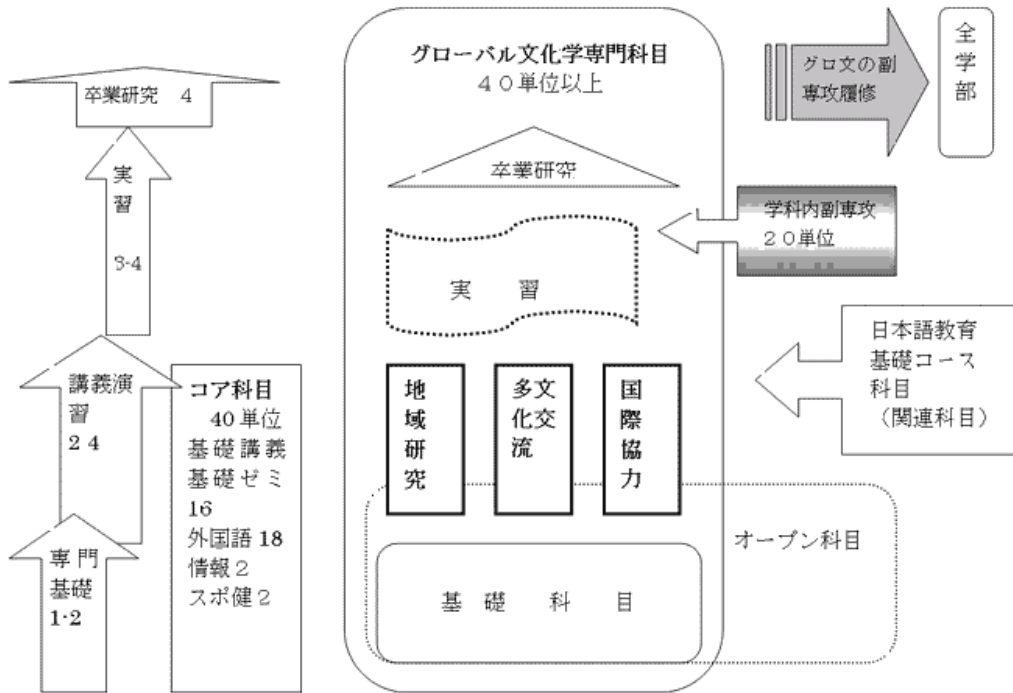 卒業研究 4
実
習
3-4
講義演
習
2 4
専 門
基礎
1-2
コア科目
40 単位
基 礎 講 義
基 礎 ゼ ミ
16
外国語 18
情報２
スポ健２
グローバル文化学専門科目
４０単位以上
卒業研究
実 習
地
域
研
究
多文
化交
流
国
際
協
力
基 礎 科 目
オープン科目
グロ文の副
専攻履修
全
学
部
学科内副専攻
２０単位
日本語教育
基礎コース
科目
（関連科目）